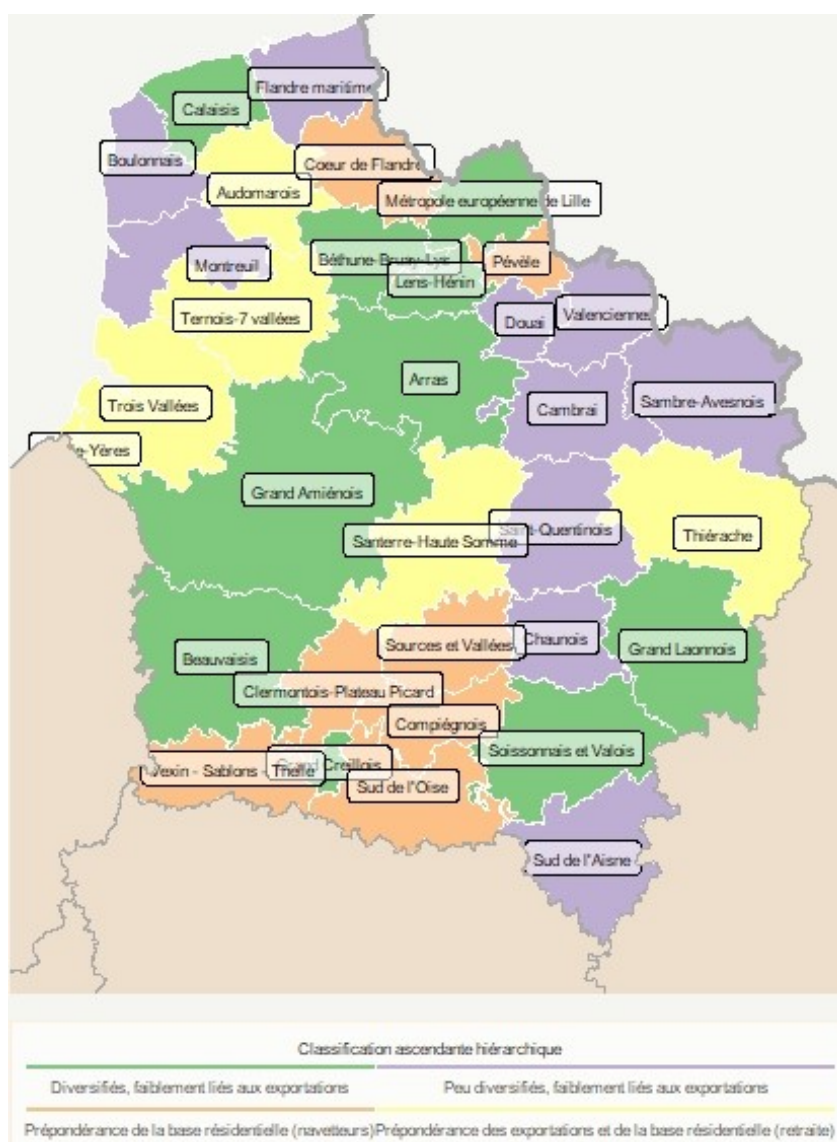 Flandre maritime
Calaisis
Boulonnais
Coeur de Flandre
Audomarois
Métropole européenne de Lille
Béthune-Bruay-Lys
Pévèle
Montreuil
Lens-Hénin
Ternois-7 vallées
Douai
Valenciennes
Arras
Trois Vallées
Cambrai
Sambre-Avesnois
e-Yères
Grand Amiénois
Saint-Quentinois
Thiérache
Santerre-Haute Somme
Sources et Vallées
Chaunois
Grand Laonnois
Beauvaisis
Clermontois-Plateau Picard
Compiégnois
Soissonnais et Valois
Grand Creillois
Vexin - Sablons - Thelle
Sud de l"Oise
Sud de l"Aisne
Classification ascendante hiérarchique
Diversifiés, faiblement liés aux exportations
Peu diversifiés, faiblement liés aux exportations
Prépondérance de la base résidentielle (navetteurs)
Prépondérance des exportations et de la base résidentielle (retraite)